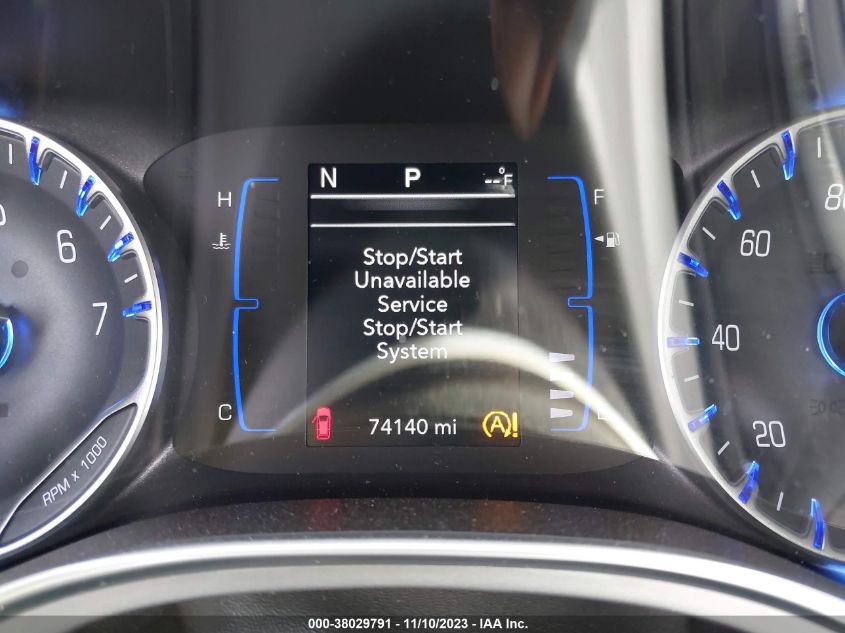 N P --°F
H
F
Stop/Start
Unavailable
Service
Stop/Start
System
C
74140 mi
A!
6
7
RPM x 1000
80
60
40
20
000-38029791 - 11/10/2023 - IAA Inc.